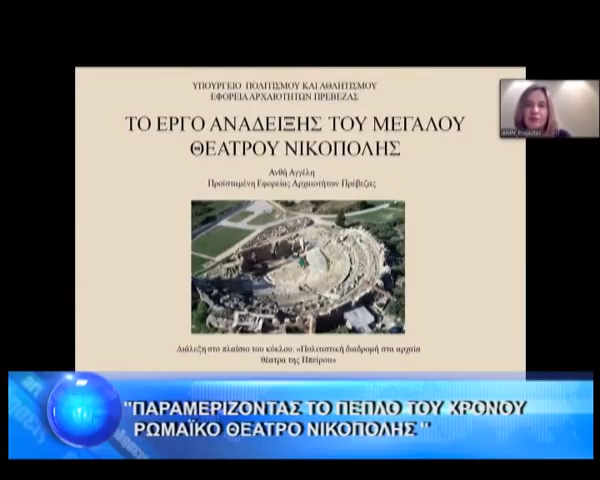 ΥΠΟΥΡΓΕΙΟ ΠΟΛΙΤΙΣΜΟΥ ΚΑΙ ΑΘΛΗΤΙΣΜΟΥ
ΕΦΟΡΕΙΑ ΑΡΧΑΙΟΤΗΤΩΝ ΠΡΕΒΕΖΑΣ
ΤΟ ΕΡΓΟ ΑΝΑΔΕΙΞΗΣ ΤΟΥ ΜΕΓΑΛΟΥ
ΘΕΑΤΡΟΥ ΝΙΚΟΠΟΛΗΣ
Ανθή Αγγέλη
Προϊσταμένη Εφορείας Αρχαιοτήτων Πρέβεζας
Διάλεξη στο πλαίσιο του κύκλου: «Πολιτιστική διαδρομή στα αρχαία
θέατρα της Ηπείρου»
"ΠΑΡΑΜΕΡΙΖΟΝΤΑΣ ΤΟ ΠΕΠΛΟ ΤΟΥ ΧΡΟΝΟΥ
ΡΩΜΑΪΚΟ ΘΕΑΤΡΟ ΝΙΚΟΠΟΛΗΣ"